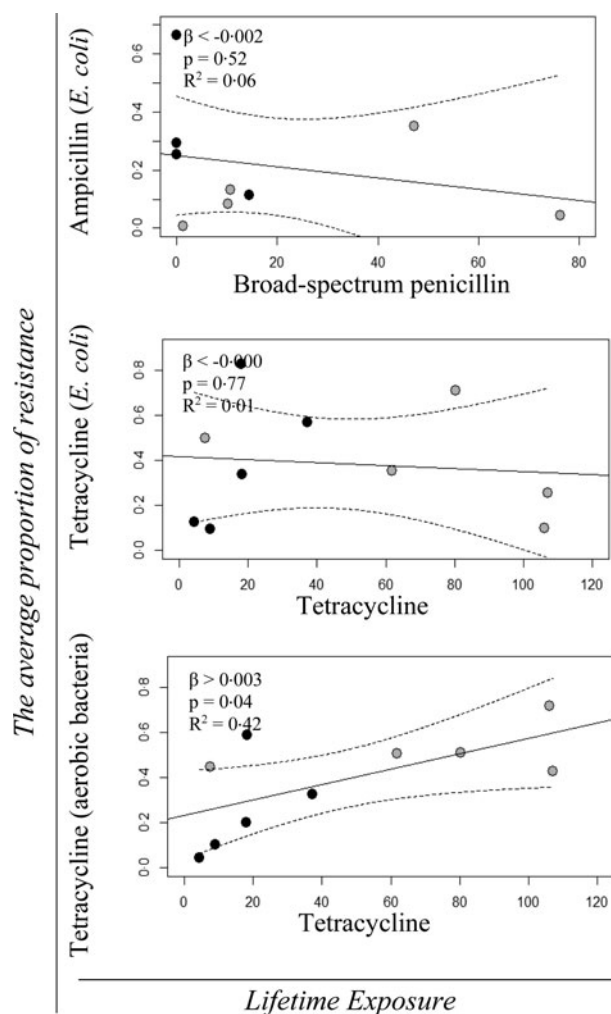 The average proportion of resistance
Ampicillin (E. coli)
0·0 0·2 0·4 0·6
β < -0·002
p = 0·52
R² = 0·06
0 20 40 60 80
Broad-spectrum penicillin
Tetracycline (E. coli)
0·0 0·2 0·4 0·6 0·8
β < -0·000
p = 0·77
R² = 0·01
0 20 40 60 80 100 120
Tetracycline
Tetracycline (aerobic bacteria)
0·0 0·2 0·4 0·6 0·8
β > 0·003
p = 0·04
R² = 0·42
0 20 40 60 80 100 120
Tetracycline
Lifetime Exposure